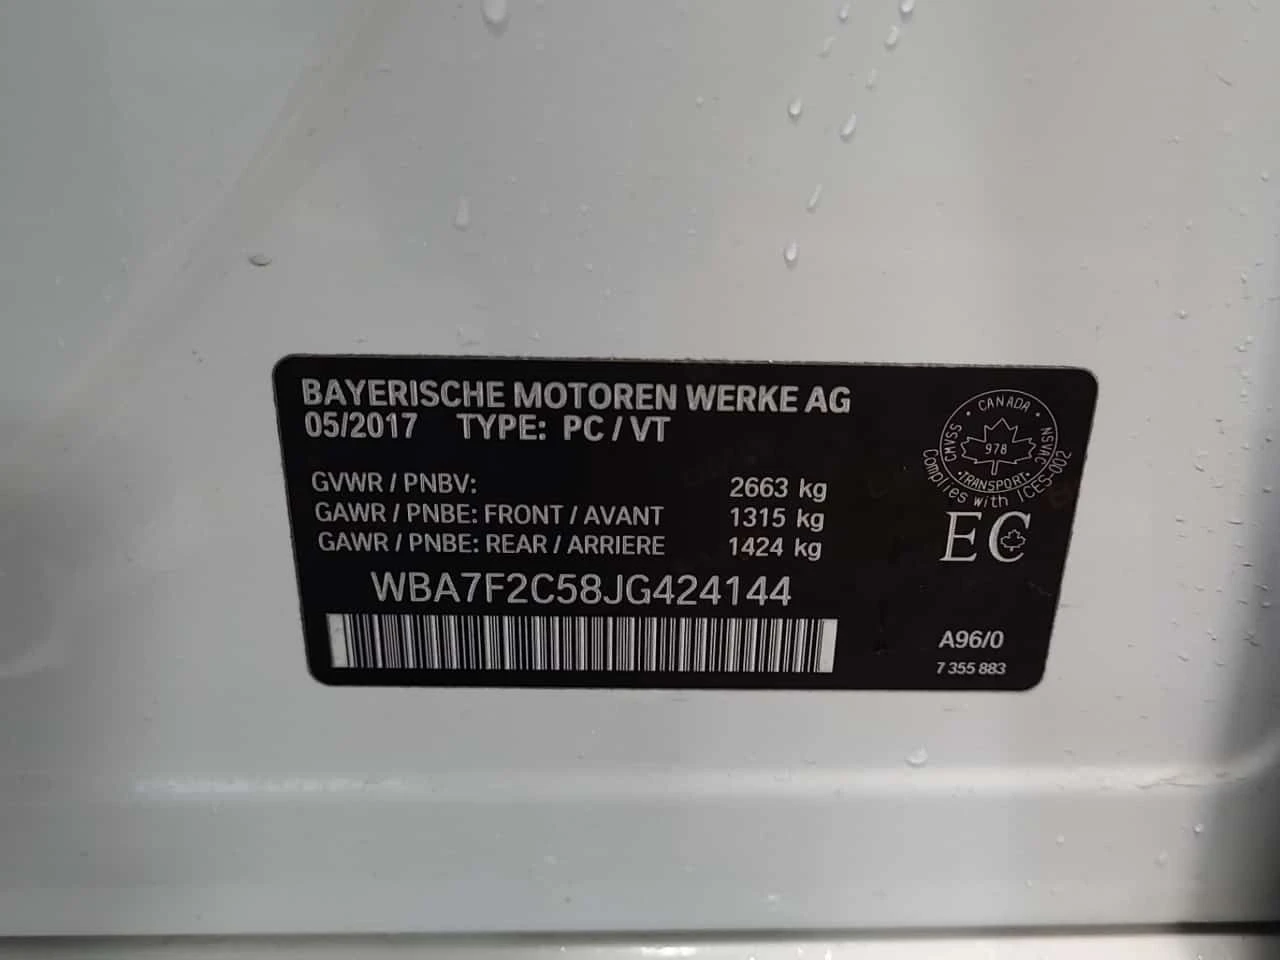 BAYERISCHE MOTOREN WERKE AG
05/2017 TYPE: PC / VT
GVWR / PNBV: 2663 kg
GAWR / PNBE: FRONT / AVANT 1315 kg
GAWR / PNBE: REAR / ARRIERE 1424 kg
WBA7F2C58JG424144
CANADA
CMVSS
978
NSVAC
TRANSPORT
Complies with ICES-002
EC
A96/0
7 355 883